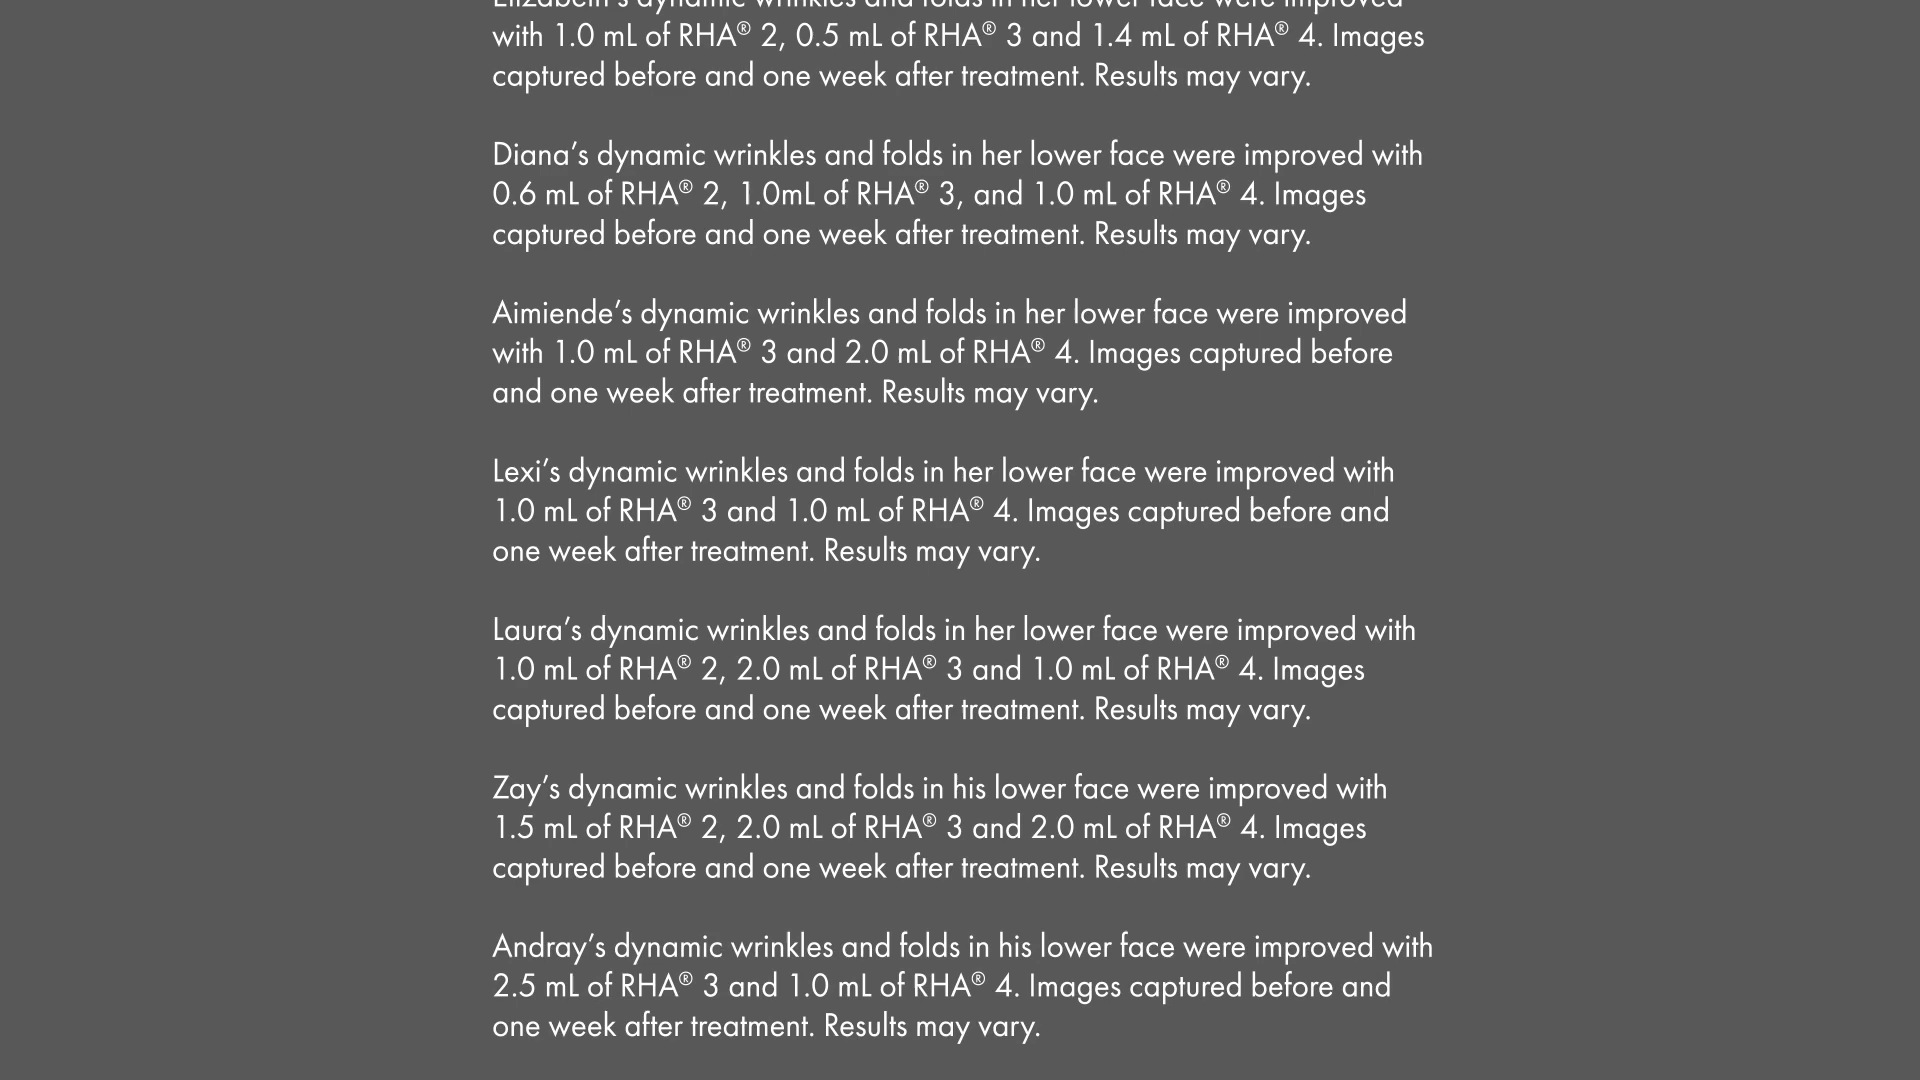 Elizabeth's dynamic wrinkles and folds in her lower face were improved
with 1.0 mL of RHA® 2, 0.5 mL of RHA® 3 and 1.4 mL of RHA® 4. Images
captured before and one week after treatment. Results may vary.
Diana’s dynamic wrinkles and folds in her lower face were improved with
0.6 mL of RHA® 2, 1.0mL of RHA® 3, and 1.0 mL of RHA® 4. Images
captured before and one week after treatment. Results may vary.
Aimiende’s dynamic wrinkles and folds in her lower face were improved
with 1.0 mL of RHA® 3 and 2.0 mL of RHA® 4. Images captured before
and one week after treatment. Results may vary.
Lexi’s dynamic wrinkles and folds in her lower face were improved with
1.0 mL of RHA® 3 and 1.0 mL of RHA® 4. Images captured before and
one week after treatment. Results may vary.
Laura’s dynamic wrinkles and folds in her lower face were improved with
1.0 mL of RHA® 2, 2.0 mL of RHA® 3 and 1.0 mL of RHA® 4. Images
captured before and one week after treatment. Results may vary.
Zay’s dynamic wrinkles and folds in his lower face were improved with
1.5 mL of RHA® 2, 2.0 mL of RHA® 3 and 2.0 mL of RHA® 4. Images
captured before and one week after treatment. Results may vary.
Andray’s dynamic wrinkles and folds in his lower face were improved with
2.5 mL of RHA® 3 and 1.0 mL of RHA® 4. Images captured before and
one week after treatment. Results may vary.